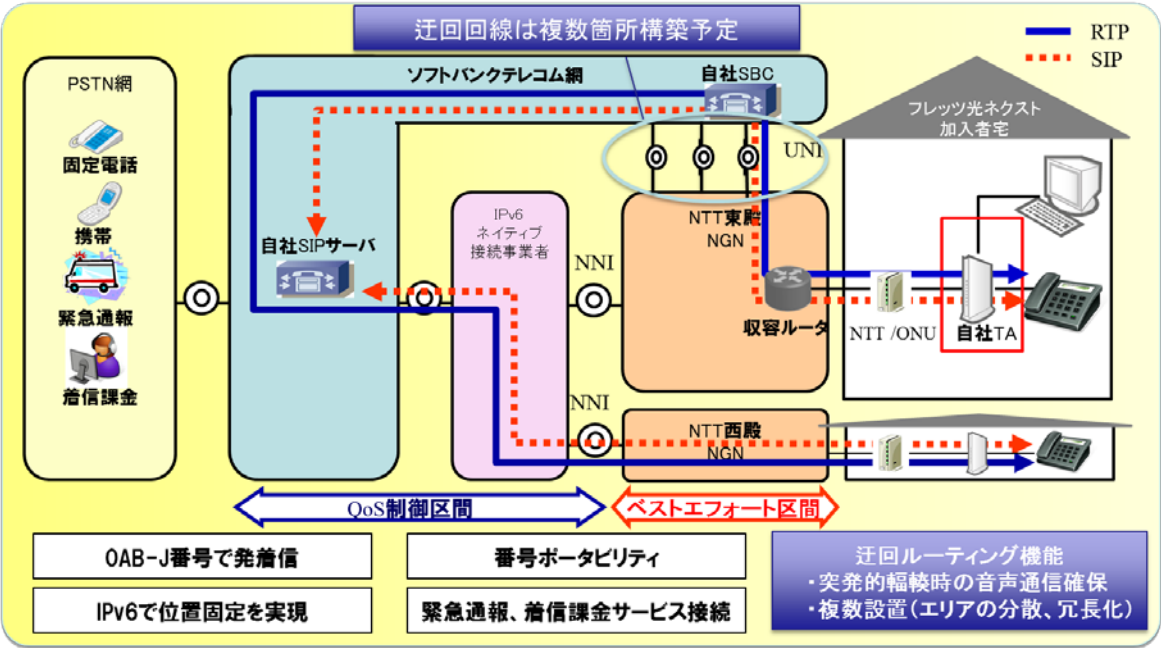 迂回回線は複数箇所構築予定
RTP
SIP
PSTN網
固定電話
携帯
緊急通報
着信課金
ソフトバンクテレコム網
自社SBC
自社SIPサーバ
IPv6
ネイティブ
接続事業者
NNI
NNI
UNI
NTT東殿
NGN
収容ルータ
NTT西殿
NGN
フレッツ光ネクスト
加入者宅
NTT /ONU
自社TA
QoS制御区間
ベストエフォート区間
0AB-J番号で発着信
番号ポータビリティ
IPv6で位置固定を実現
緊急通報、着信課金サービス接続
迂回ルーティング機能
・突発的輻輳時の音声通信確保
・複数設置（エリアの分散、冗長化）